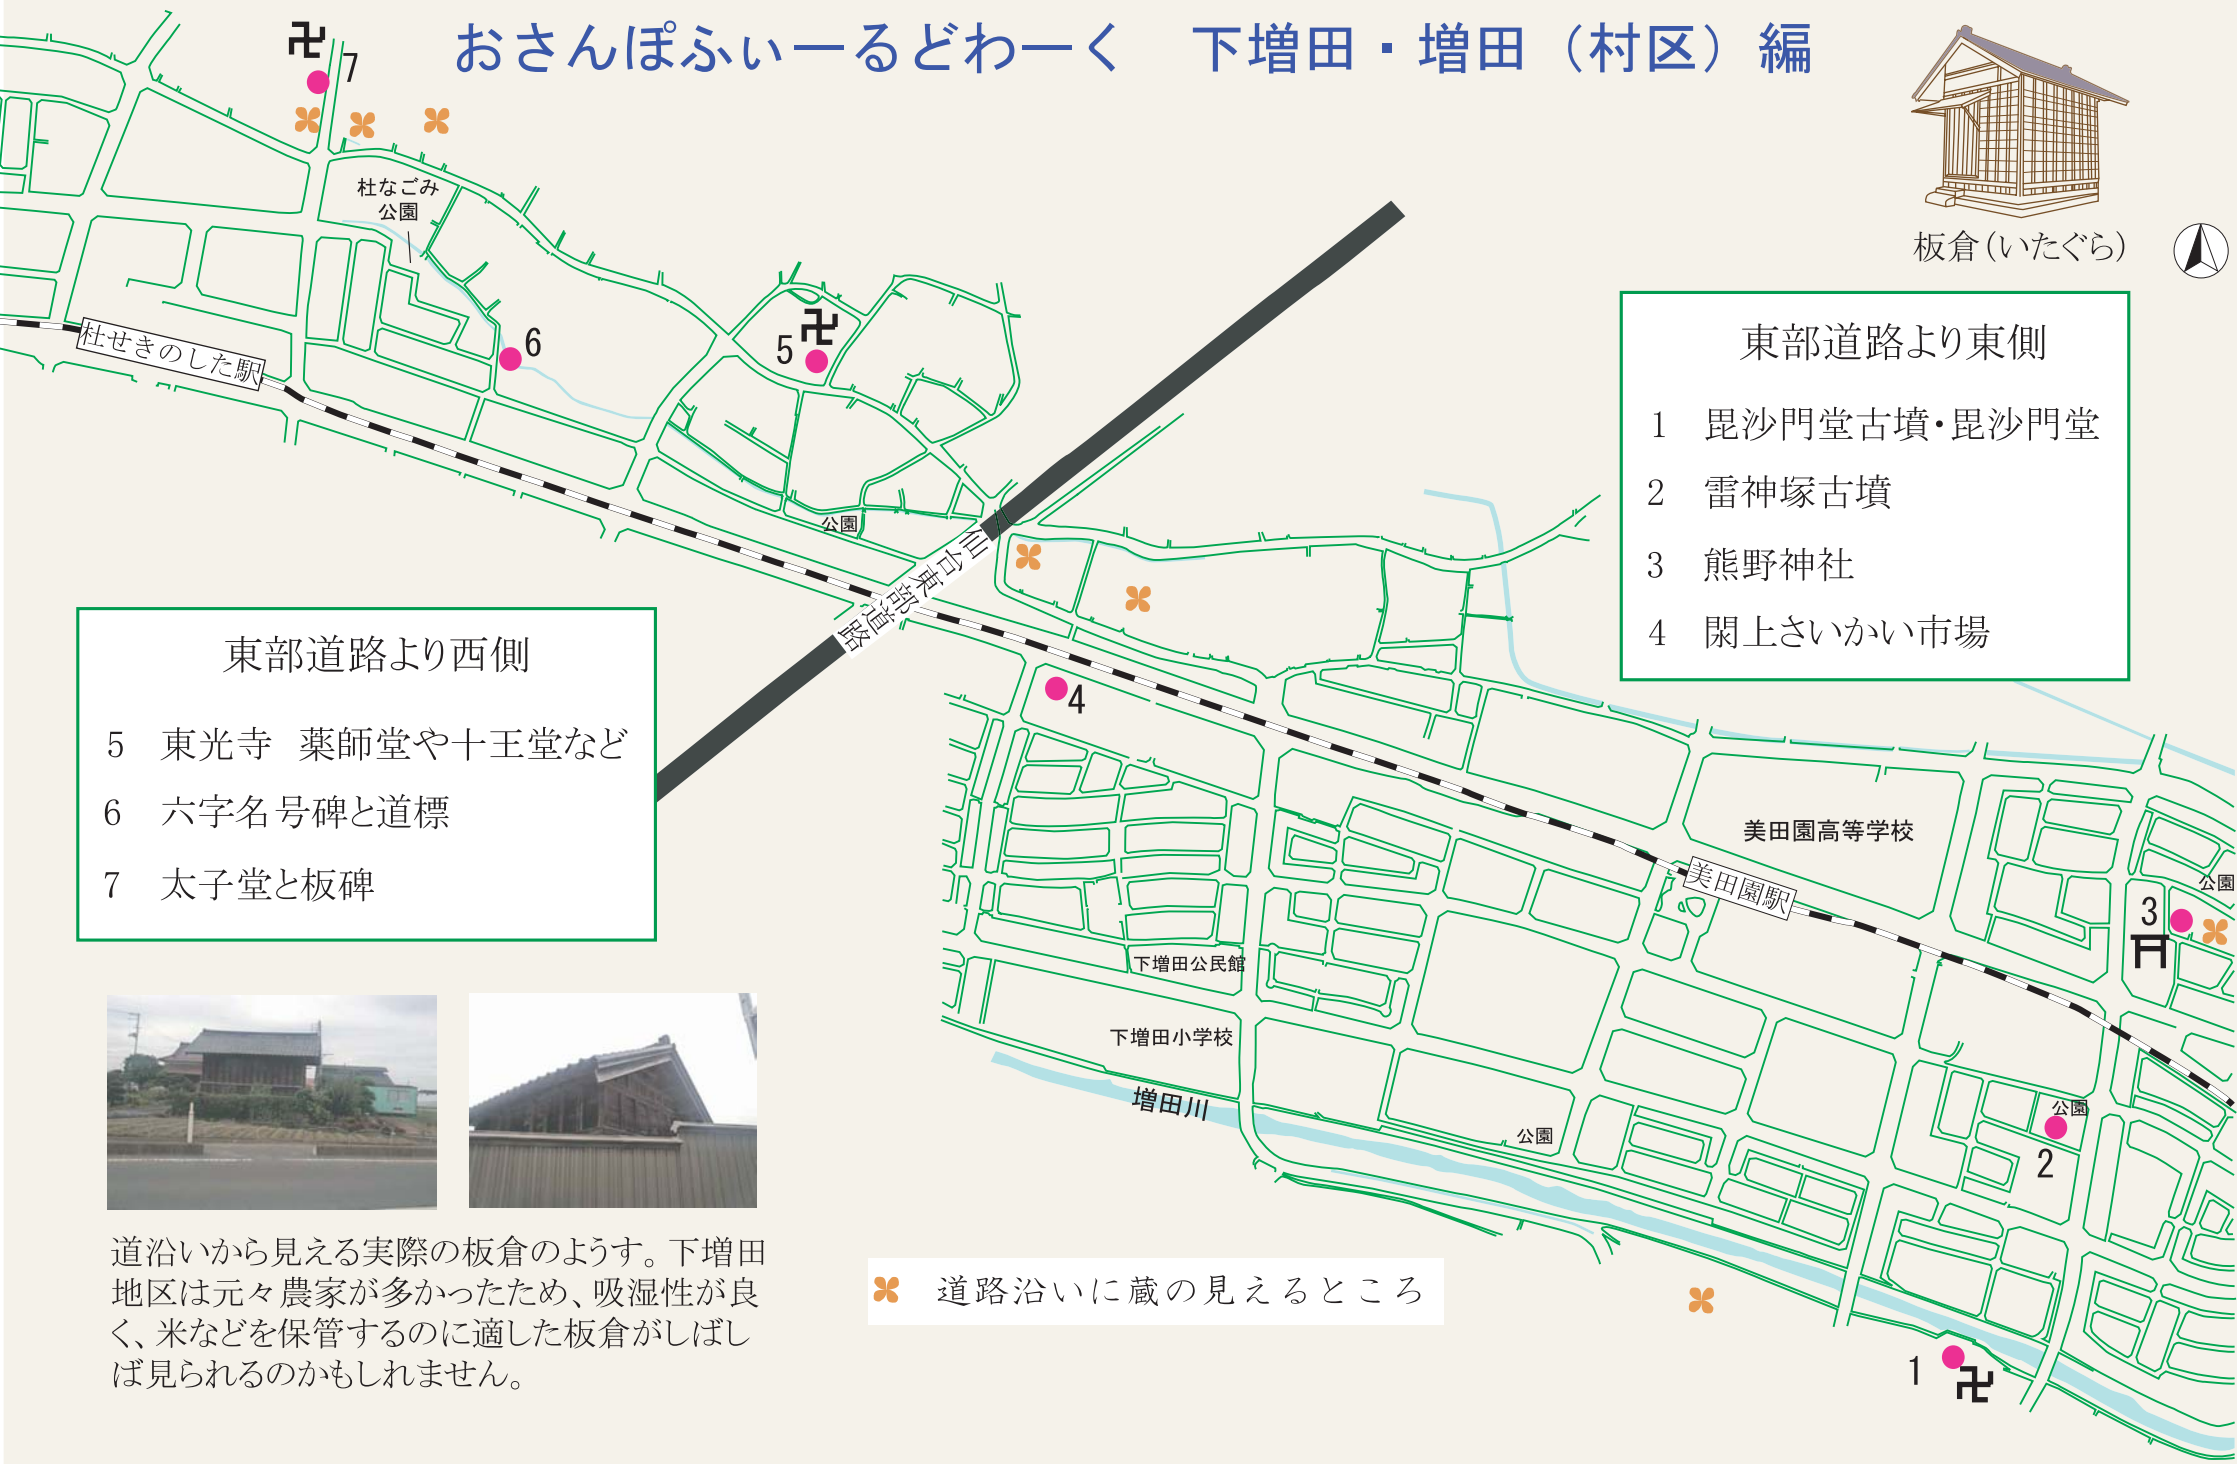 おさんぽふぃーるどわーく　下増田・増田（村区）編
7
杜なごみ
公園
板倉(いたぐら)
杜せきのした駅
6
5
公園
仙台東部道路
東部道路より東側
1　毘沙門堂古墳・毘沙門堂
2　雷神塚古墳
3　熊野神社
4　閖上さいかい市場
東部道路より西側
5　東光寺　薬師堂や十王堂など
6　六字名号碑と道標
7　太子堂と板碑
4
美田園高等学校
美田園駅
公園
3
下増田公民館
下増田小学校
増田川
公園
公園
2
1
道沿いから見える実際の板倉のようす。下増田
地区は元々農家が多かったため、吸湿性が良
く、米などを保管するのに適した板倉がしばし
ば見られるのかもしれません。
道路沿いに蔵の見えるところ